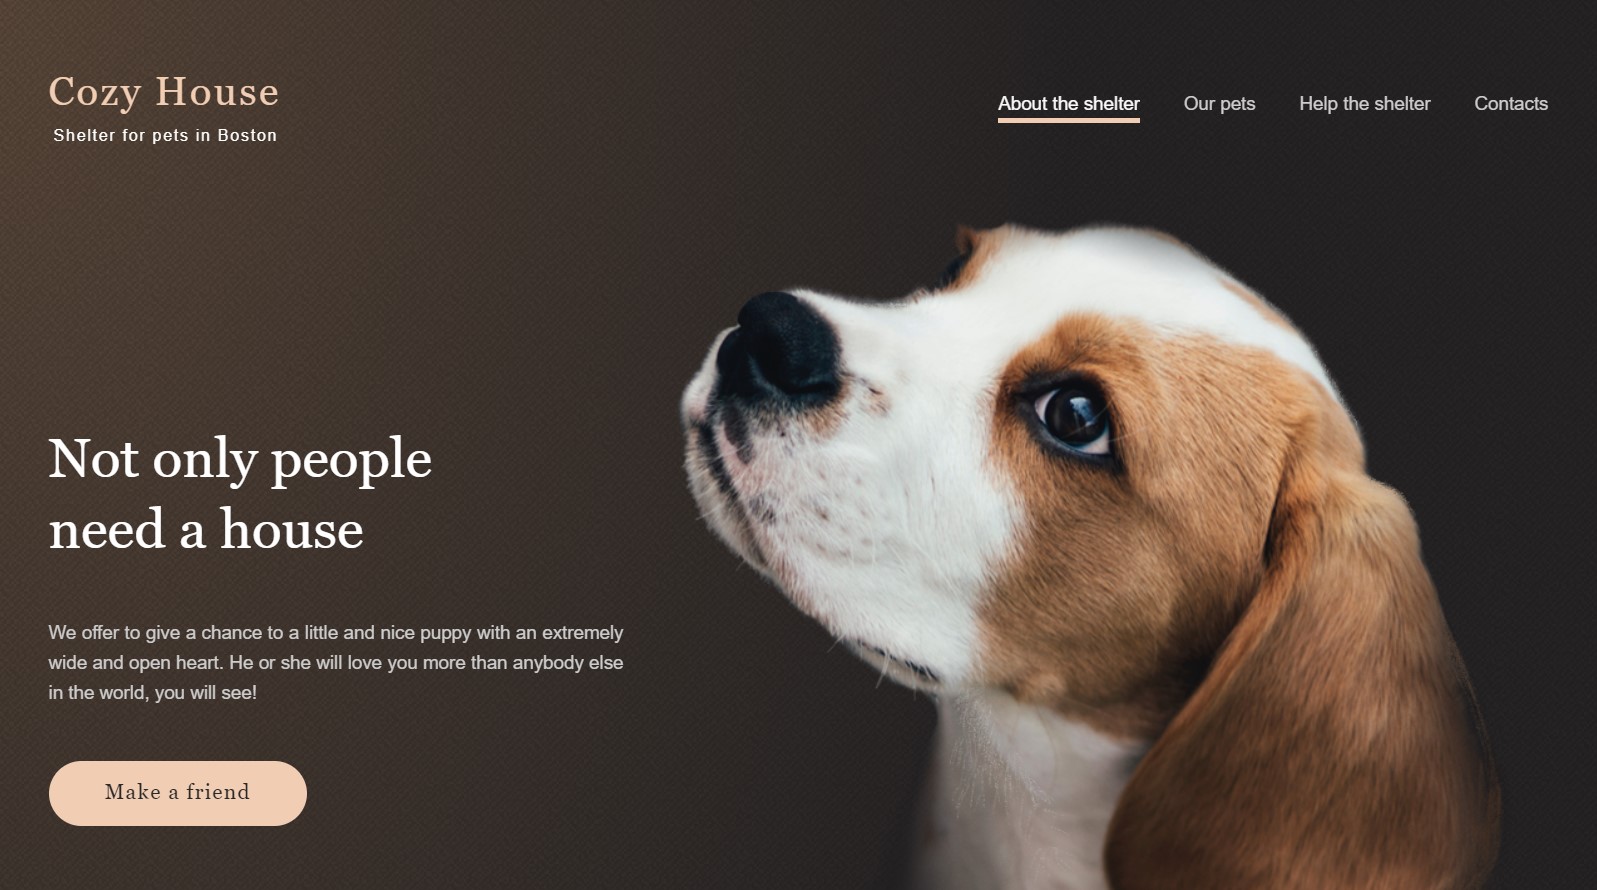 Cozy House
Shelter for pets in Boston
About the shelter
Our pets
Help the shelter
Contacts
Not only people
need a house
We offer to give a chance to a little and nice puppy with an extremely
wide and open heart. He or she will love you more than anybody else
in the world, you will see!
Make a friend